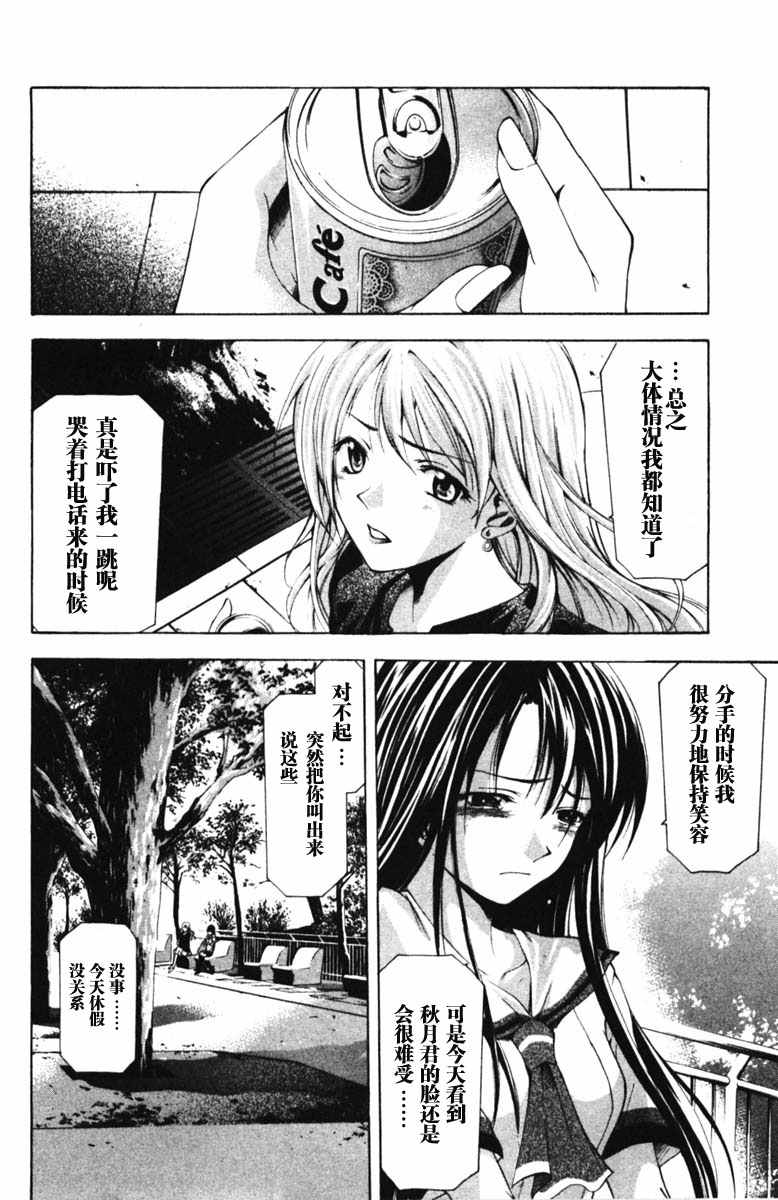 Café
…总之
大体情况我都知道了
真是吓了我一跳呢
哭着打电话来的时候
分手的时候我
很努力地保持笑容
可是今天看到
秋月君的脸还是
会很难受……
对不起…
突然把你叫出来
说这些
没事……
今天休假
没关系